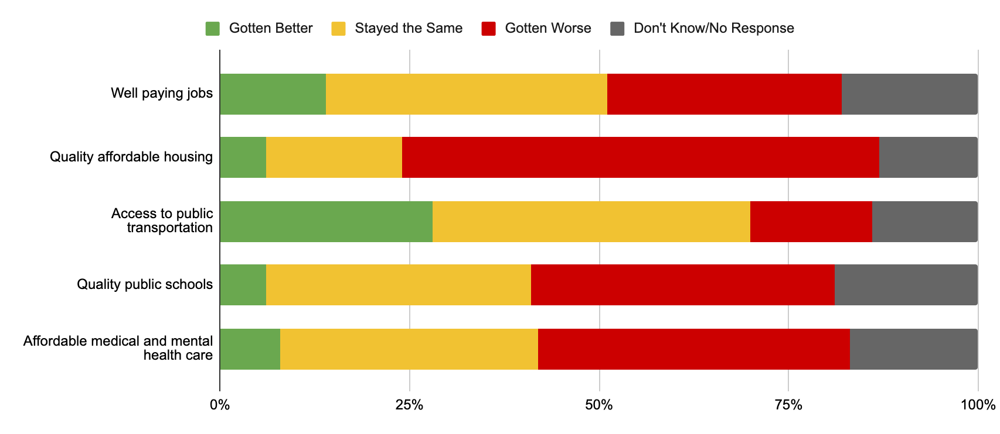 Gotten Better Stayed the Same Gotten Worse Don't Know/No Response
Well paying jobs
Quality affordable housing
Access to public
transportation
Quality public schools
Affordable medical and mental
health care
0% 25% 50% 75% 100%